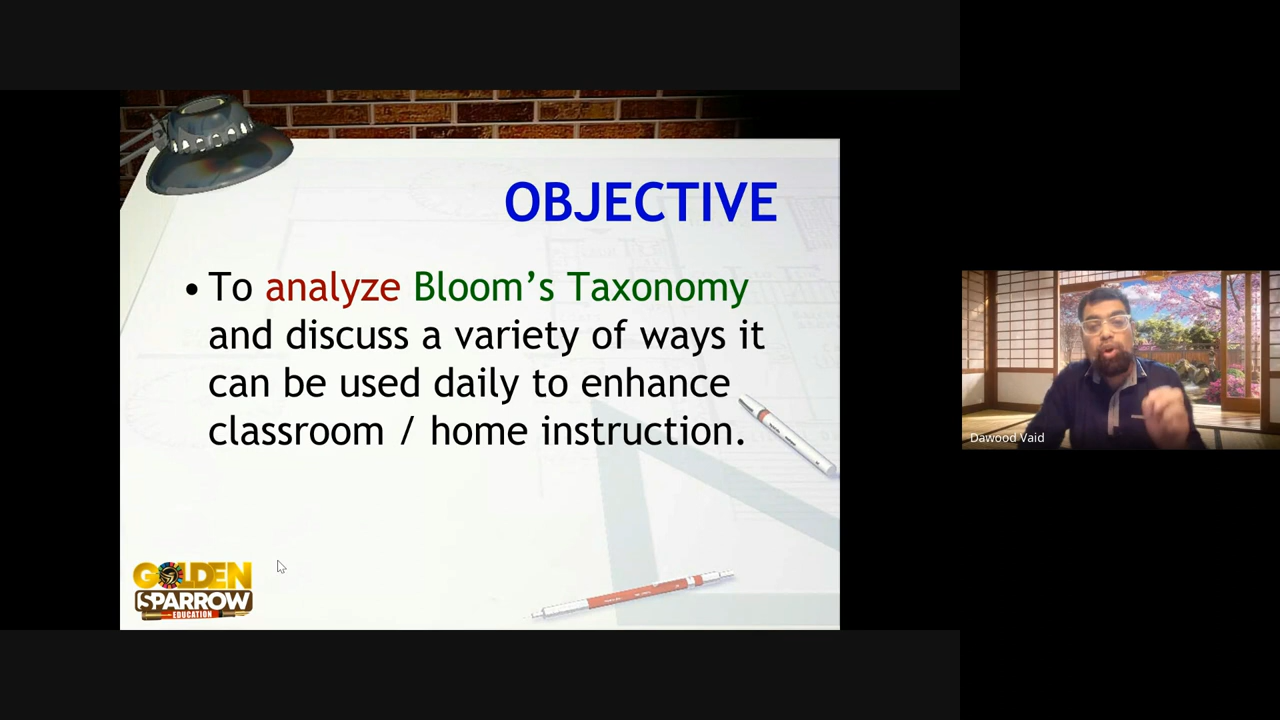 OBJECTIVE
• To analyze Bloom’s Taxonomy
and discuss a variety of ways it
can be used daily to enhance
classroom / home instruction.
Dawood Vaid
GOLDEN
SPARROW
EDUCATION